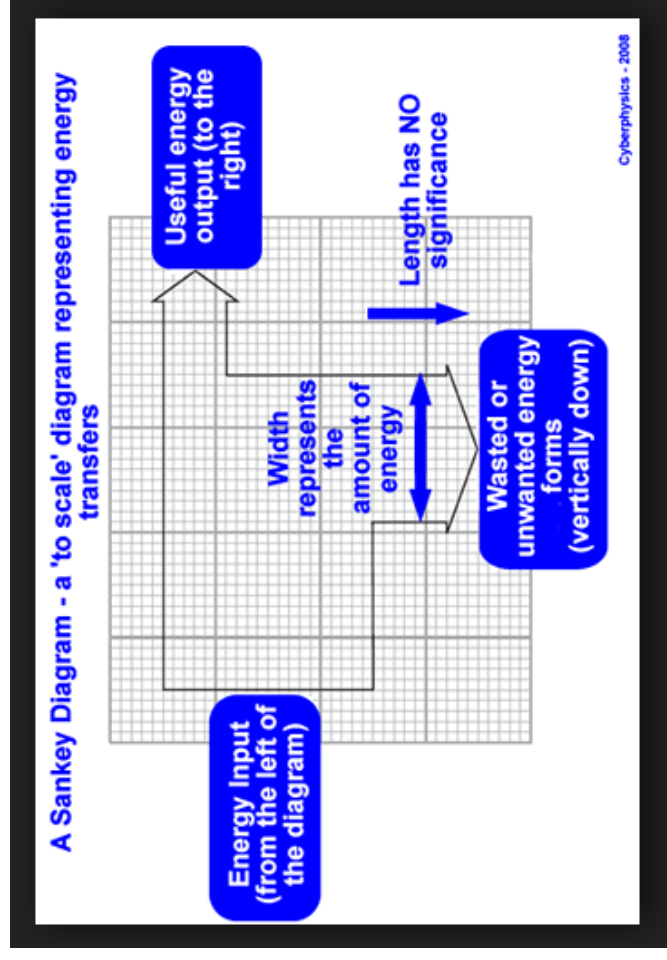 A Sankey Diagram - a 'to scale' diagram representing energy
transfers
Useful energy
output (to the
right)
Energy Input
(from the left of
the diagram)
Width
represents
the
amount of
energy
Length has NO
significance
Wasted or
unwanted energy
forms
(vertically down)
Cyberphysics - 2008